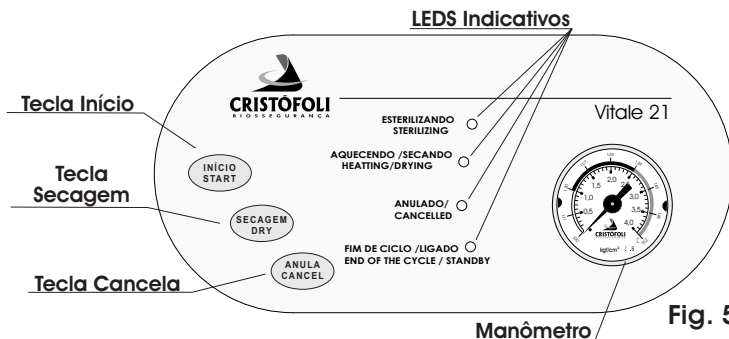 LEDS Indicativos
CRISTÓFOLI
BIOSSEGURANÇA
Vitale 21
Tecla Início
INÍCIO
START
Tecla
Secagem
SECAGEM
DRY
Tecla Cancela
ANULA
CANCEL
ESTERILIZANDO
STERILIZING
AQUECENDO /SECANDO
HEATTING/DRYING
ANULADO/
CANCELLED
FIM DE CICLO /LIGADO
END OF THE CYCLE / STANDBY
0,5
1,0
1,5
2,0
3,0
3,5
4,0
CRISTÓFOLI
kgf/cm²
Manômetro
Fig. 5